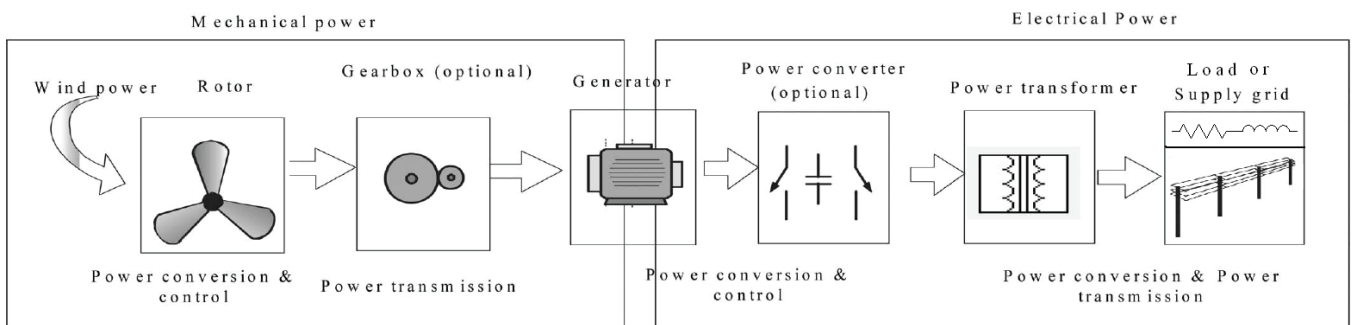 Mechanical power
Electrical Power
Wind power
Rotor
Gearbox (optional)
Generator
Power converter
(optional)
Power transformer
Load or
Supply grid
Power conversion &
control
Power transmission
Power conversion &
control
Power conversion & Power
transmission